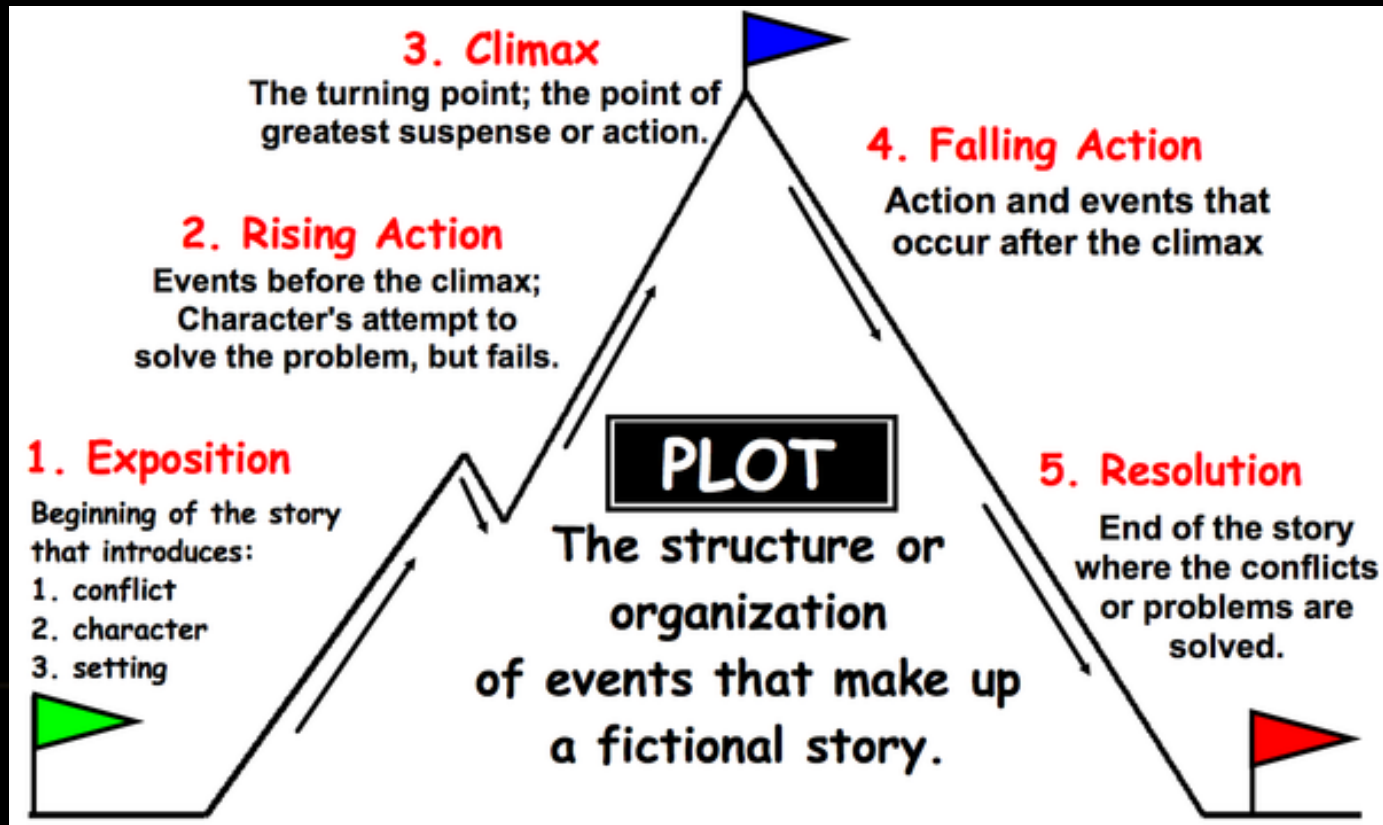 3. Climax
The turning point; the point of
greatest suspense or action.
4. Falling Action
Action and events that
occur after the climax
2. Rising Action
Events before the climax;
Character's attempt to
solve the problem, but fails.
1. Exposition
Beginning of the story
that introduces:
1. conflict
2. character
3. setting
PLOT
The structure or
organization
of events that make up
a fictional story.
5. Resolution
End of the story
where the conflicts
or problems are
solved.